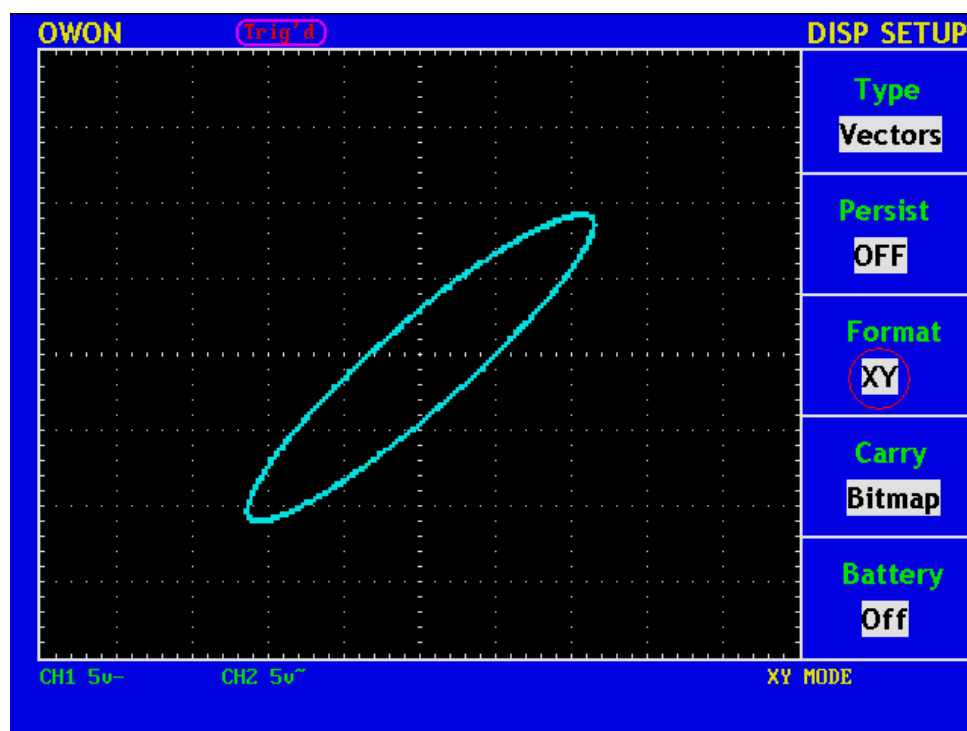 OWON Trig'd DISP SETUP
Type
Vectors
Persist
OFF
Format
XY
Carry
Bitmap
Battery
Off
CH1 5v- CH2 5v~ XY MODE